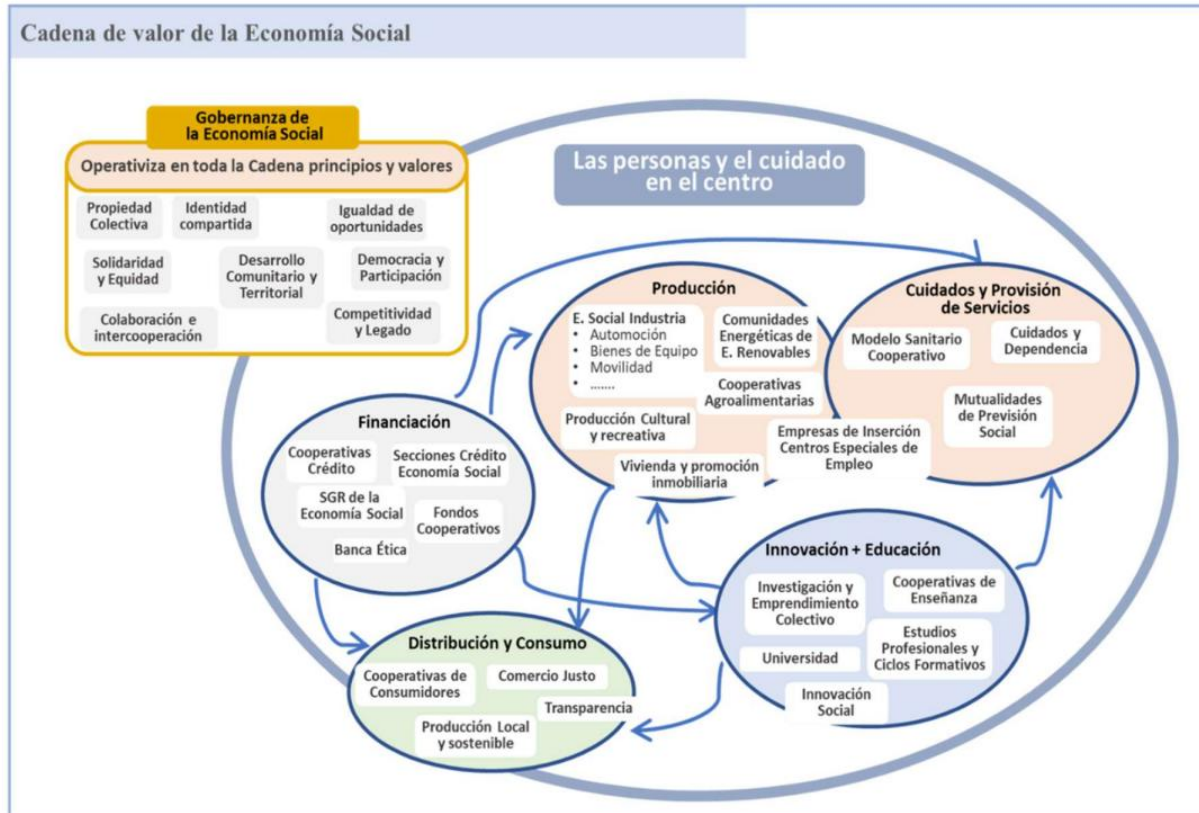 Cadena de valor de la Economía Social
Gobernanza de
la Economía Social
Operativiza en toda la Cadena principios y valores
Propiedad
Colectiva
Identidad
compartida
Igualdad de
oportunidades
Solidaridad
y Equidad
Desarrollo
Comunitario y
Territorial
Democracia y
Participación
Colaboración e
intercooperación
Competitividad
y Legado
Las personas y el cuidado
en el centro
Producción
E. Social Industria
• Automoción
• Bienes de Equipo
• Movilidad
• .......
Comunidades
Energéticas de
E. Renovables
Cooperativas
Agroalimentarias
Producción Cultural
y recreativa
Empresas de Inserción
Centros Especiales de
Empleo
Vivienda y promoción
inmobiliaria
Cuidados y Provisión
de Servicios
Modelo Sanitario
Cooperativo
Cuidados y
Dependencia
Mutualidades
de Previsión
Social
Financiación
Cooperativas
Crédito
Secciones Crédito
Economía Social
SGR de la
Economía Social
Fondos
Cooperativos
Banca Ética
Innovación + Educación
Investigación y
Emprendimiento
Colectivo
Cooperativas de
Enseñanza
Universidad
Estudios
Profesionales y
Ciclos Formativos
Innovación
Social
Distribución y Consumo
Cooperativas de
Consumidores
Comercio Justo
Transparencia
Producción Local
y sostenible